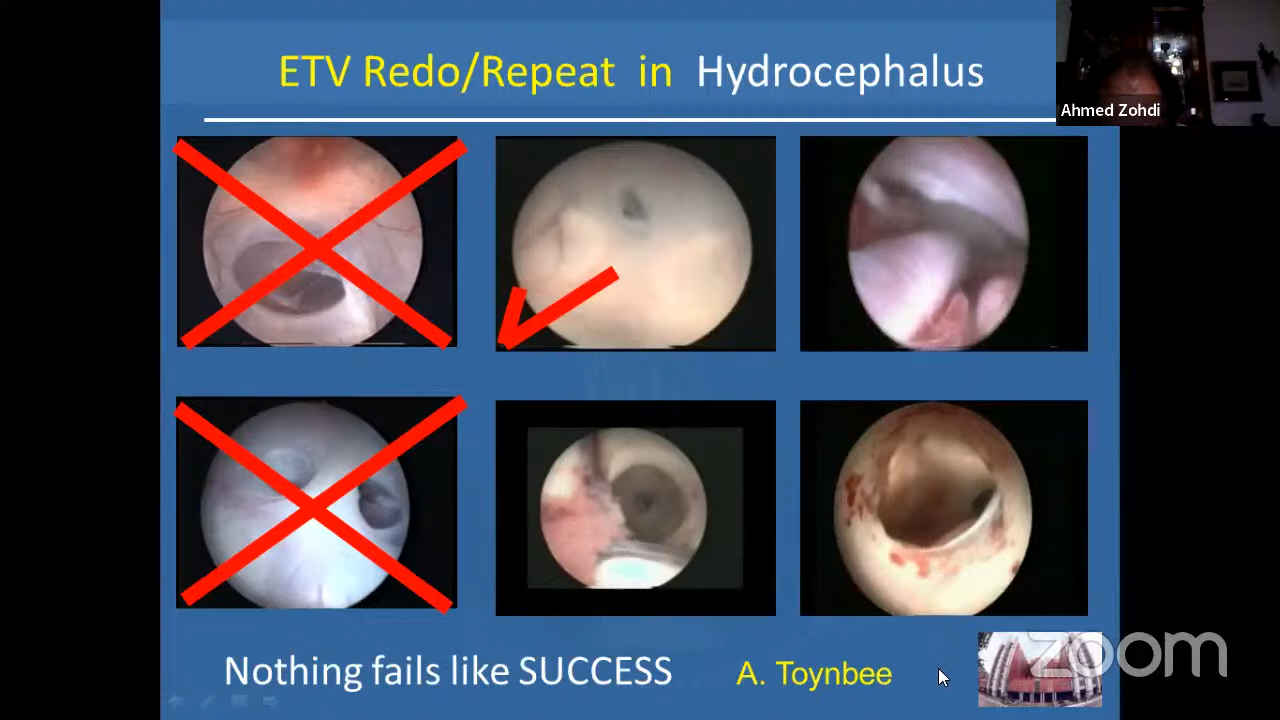 ETV Redo/Repeat in Hydrocephalus
Ahmed Zohdi
Nothing fails like SUCCESS
A. Toynbee
zoom